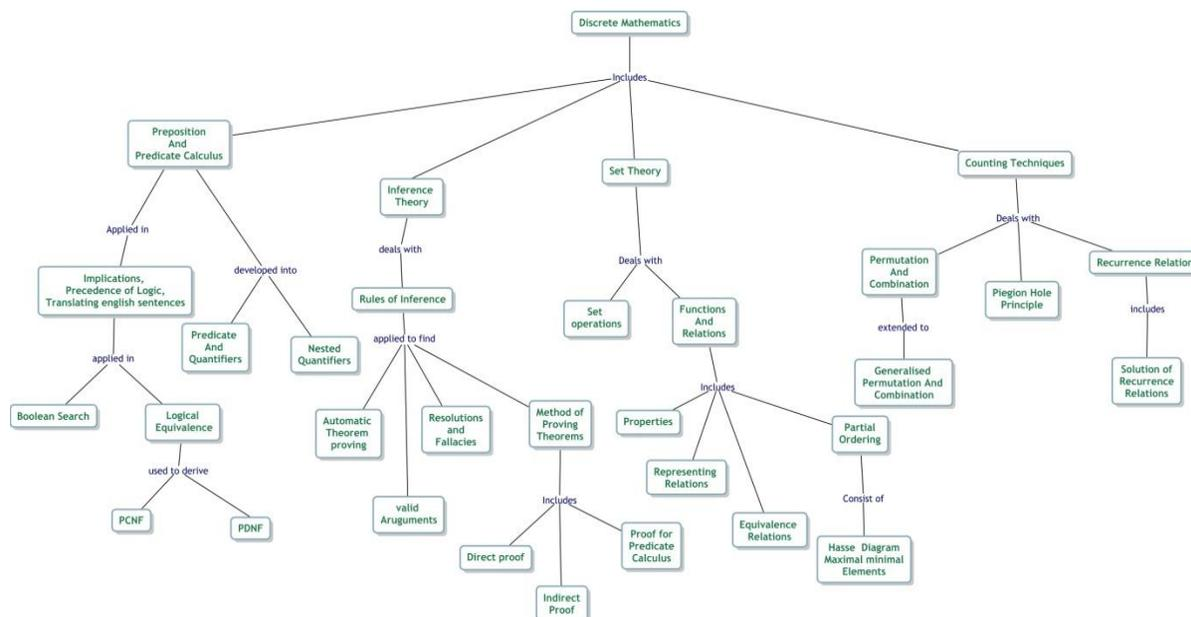 Discrete Mathematics
Includes
Preposition
And
Predicate Calculus
Inference
Theory
Set Theory
Counting Techniques
Applied in
developed into
deals with
Deals with
Deals with
Implications,
Precedence of Logic,
Translating english sentences
Predicate
And
Quantifiers
Nested
Quantifiers
Rules of Inference
Set
operations
Functions
And
Relations
Permutation
And
Combination
Piegion Hole
Principle
Recurrence Relation
applied in
applied to find
Includes
extended to
includes
Boolean Search
Logical
Equivalence
Automatic
Theorem
proving
valid
Aruguments
Resolutions
and
Fallacies
Method of
Proving
Theorems
Properties
Representing
Relations
Equivalence
Relations
Partial
Ordering
Generalised
Permutation And
Combination
Solution of
Recurrence
Relations
used to derive
Includes
Consist of
PCNF
PDNF
Direct proof
Indirect
Proof
Proof for
Predicate
Calculus
Hasse Diagram
Maximal minimal
Elements